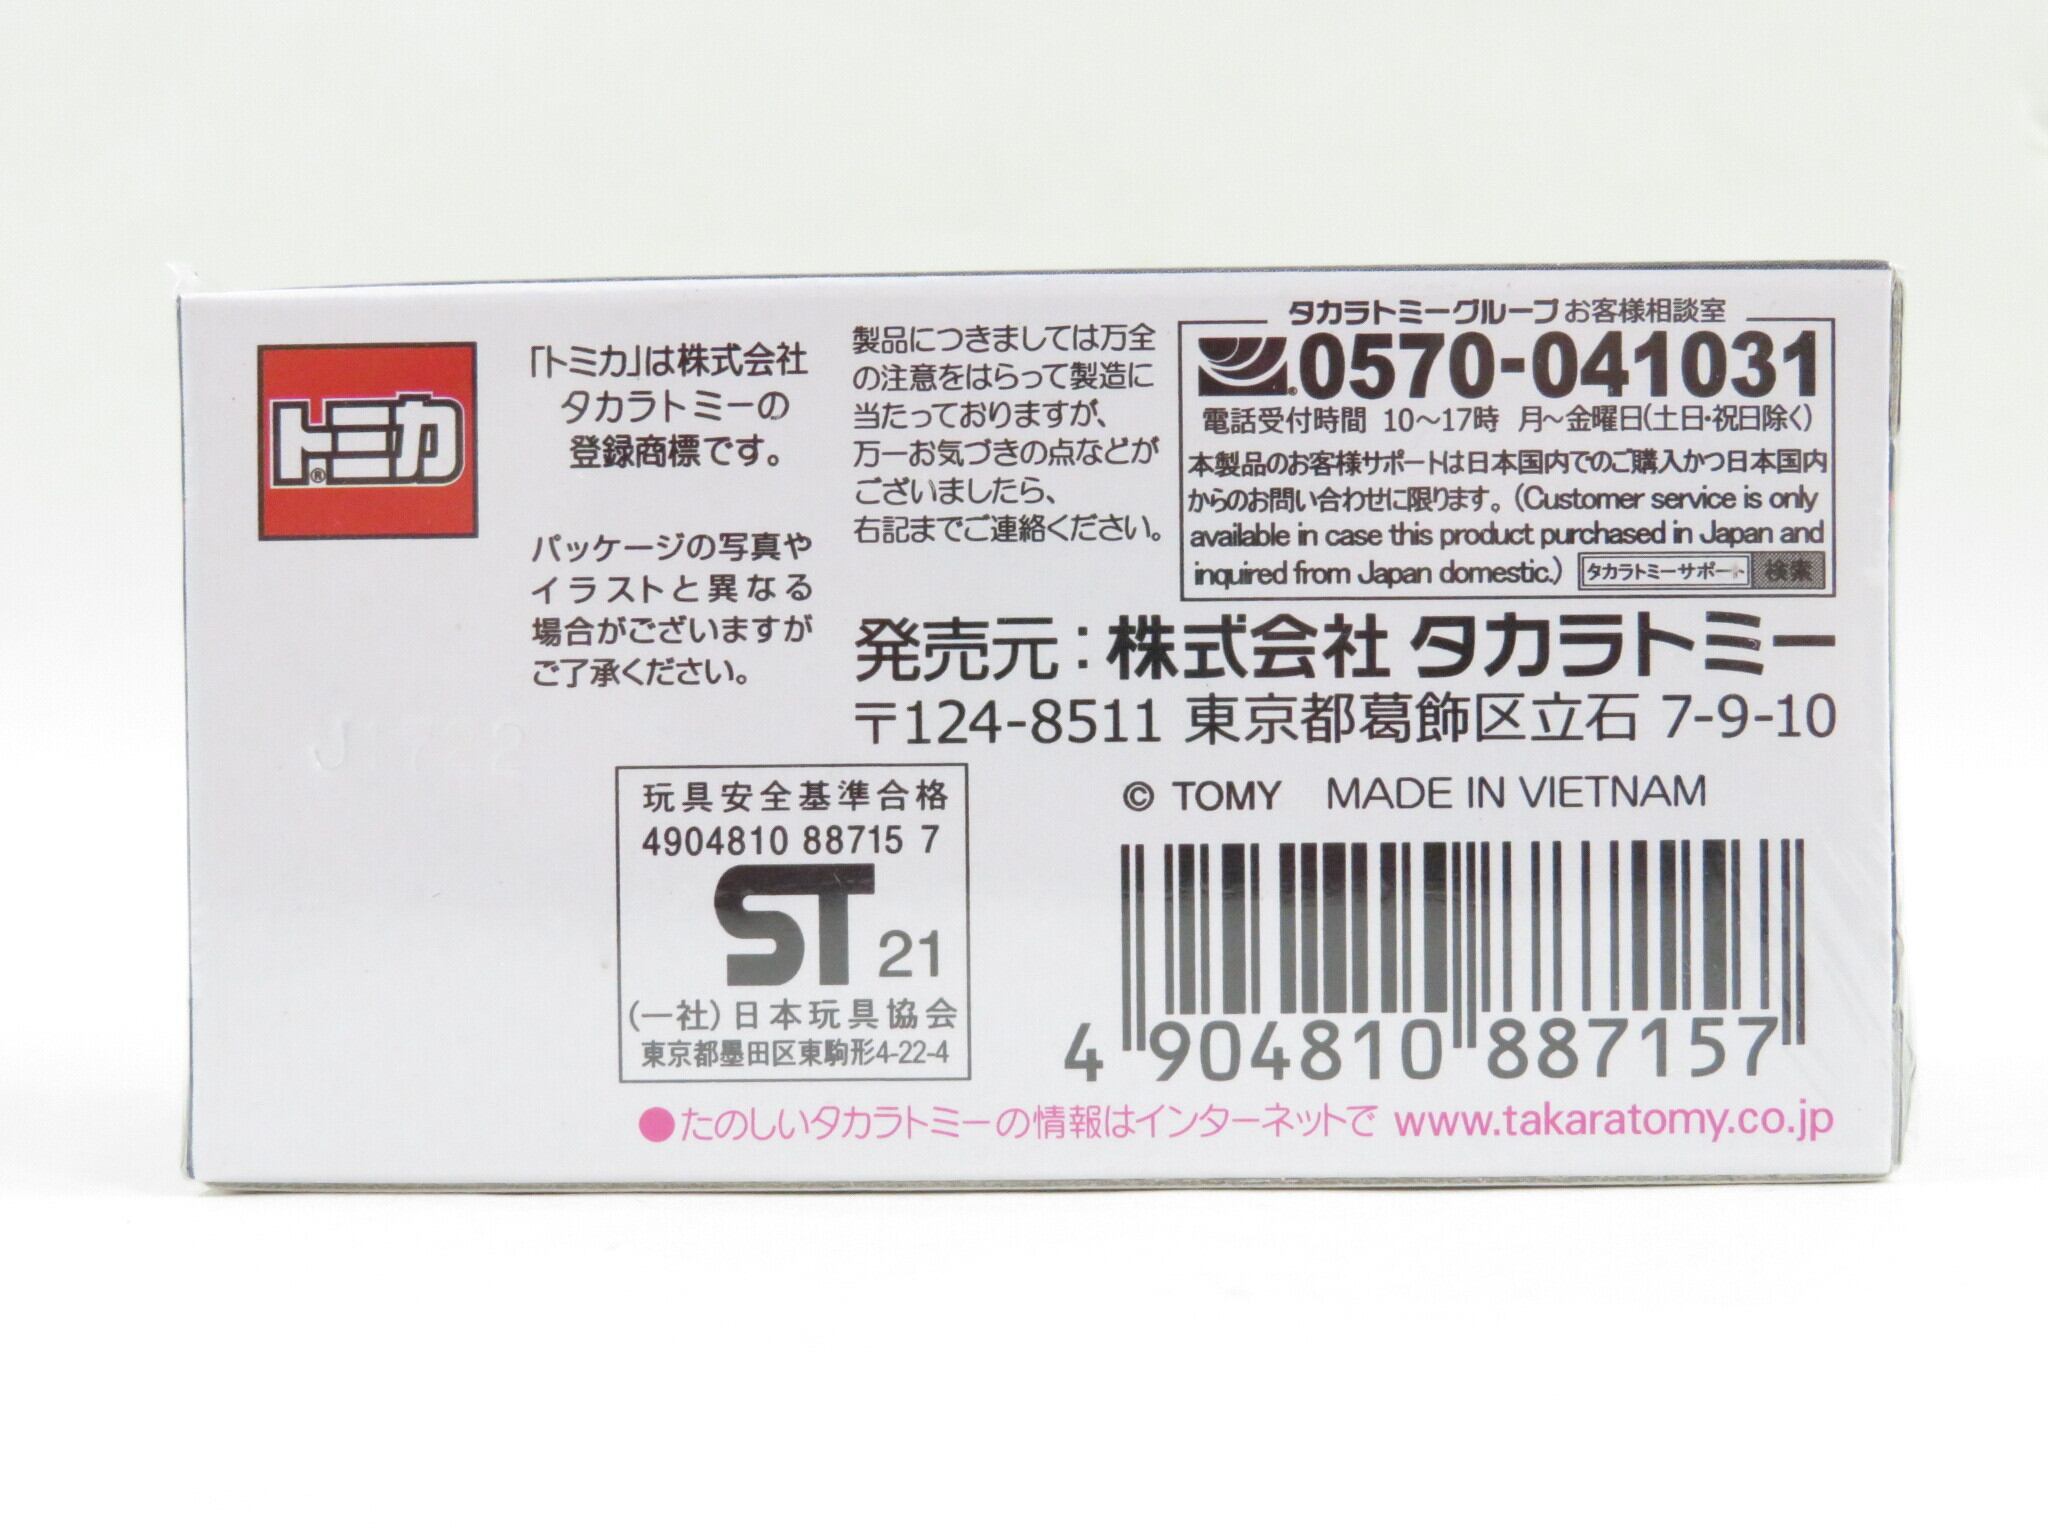 トミカ®
「トミカ」は株式会社
タカラトミーの
登録商標です。
パッケージの写真や
イラストと異なる
場合がございますが
ご了承ください。
製品につきましては万全
の注意をはらって製造に
当たっておりますが、
万一お気づきの点などが
ございましたら、
右記までご連絡ください。
タカラトミーグループお客様相談室
0570-041031
電話受付時間 10〜17時 月〜金曜日(土日・祝日除く)
本製品のお客様サポートは日本国内でのご購入かつ日本国内
からのお問い合わせに限ります。(Customer service is only
available in case this product purchased in Japan and
inquired from Japan domestic.) タカラトミーサポート 検索
発売元：株式会社 タカラトミー
〒124-8511 東京都葛飾区立石 7-9-10
© TOMY MADE IN VIETNAM
玩具安全基準合格
4904810 88715 7
ST 21
(一社)日本玩具協会
東京都墨田区東駒形4-22-4
4 904810 887157
●たのしいタカラトミーの情報はインターネットで www.takaratomy.co.jp